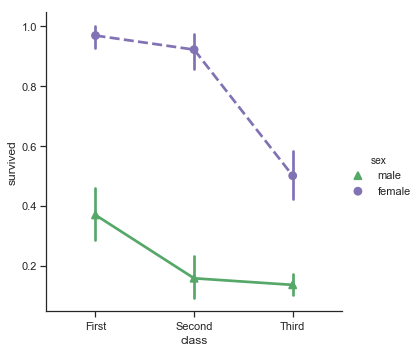 survived
1.0
0.8
0.6
0.4
0.2
First Second Third
class
sex
male
female